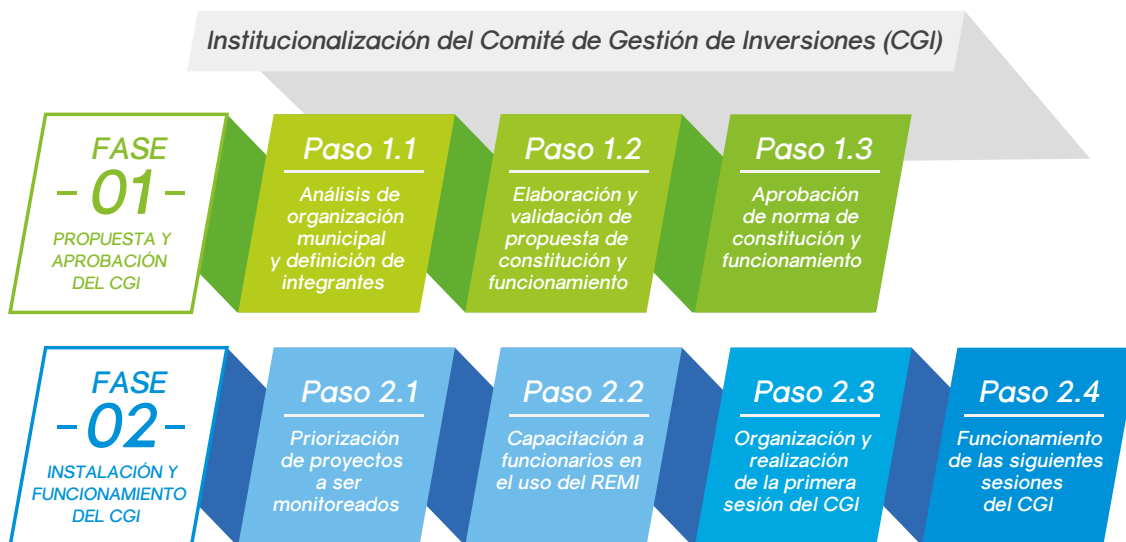 Institucionalización del Comité de Gestión de Inversiones (CGI)
FASE
- 01 -
PROPUESTA Y
APROBACIÓN
DEL CGI
Paso 1.1
Análisis de
organización
municipal
y definición de
integrantes
Paso 1.2
Elaboración y
validación de
propuesta de
constitución y
funcionamiento
Paso 1.3
Aprobación
de norma de
constitución y
funcionamiento
FASE
- 02 -
INSTALACIÓN Y
FUNCIONAMIENTO
DEL CGI
Paso 2.1
Priorización
de proyectos
a ser
monitoreados
Paso 2.2
Capacitación a
funcionarios en
el uso del REMI
Paso 2.3
Organización y
realización
de la primera
sesión del CGI
Paso 2.4
Funcionamiento
de las siguientes
sesiones
del CGI